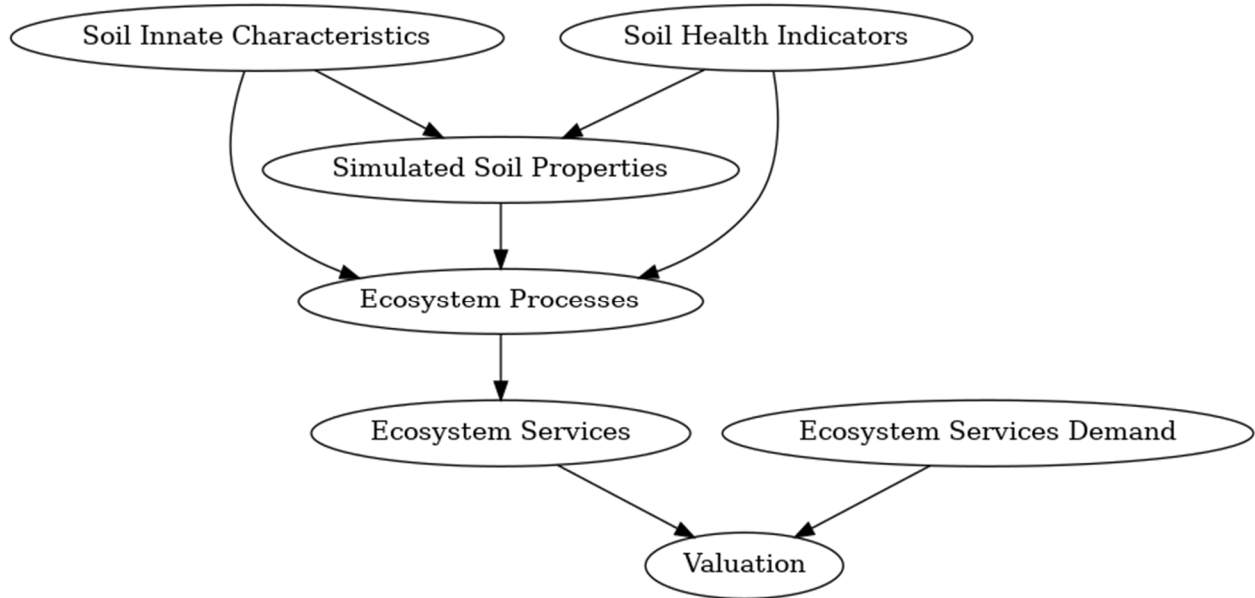 Soil Innate Characteristics
Soil Health Indicators
Simulated Soil Properties
Ecosystem Processes
Ecosystem Services
Ecosystem Services Demand
Valuation